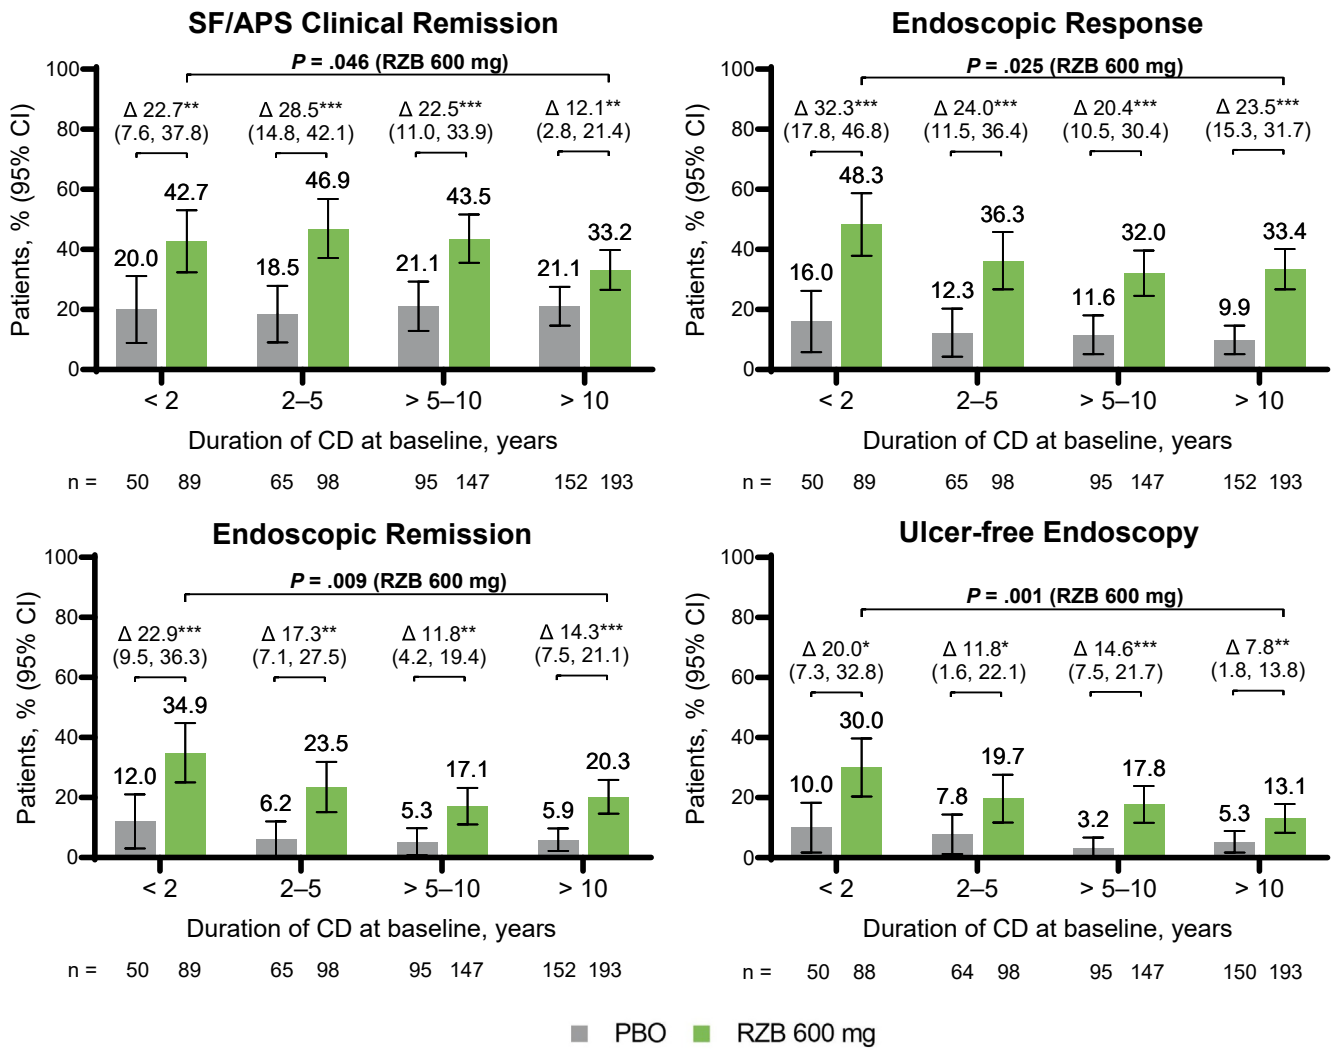 SF/APS Clinical Remission
P = .046 (RZB 600 mg)
Patients, % (95% CI)
100
80
60
40
20
0
Δ 22.7**
(7.6, 37.8)
Δ 28.5***
(14.8, 42.1)
Δ 22.5***
(11.0, 33.9)
Δ 12.1**
(2.8, 21.4)
20.0
42.7
18.5
46.9
21.1
43.5
21.1
33.2
< 2
2–5
> 5–10
> 10
Duration of CD at baseline, years
n = 50 89 65 98 95 147 152 193
Endoscopic Response
P = .025 (RZB 600 mg)
Patients, % (95% CI)
100
80
60
40
20
0
Δ 32.3***
(17.8, 46.8)
Δ 24.0***
(11.5, 36.4)
Δ 20.4***
(10.5, 30.4)
Δ 23.5***
(15.3, 31.7)
16.0
48.3
12.3
36.3
11.6
32.0
9.9
33.4
< 2
2–5
> 5–10
> 10
Duration of CD at baseline, years
n = 50 89 65 98 95 147 152 193
Endoscopic Remission
P = .009 (RZB 600 mg)
Patients, % (95% CI)
100
80
60
40
20
0
Δ 22.9***
(9.5, 36.3)
Δ 17.3**
(7.1, 27.5)
Δ 11.8**
(4.2, 19.4)
Δ 14.3***
(7.5, 21.1)
12.0
34.9
6.2
23.5
5.3
17.1
5.9
20.3
< 2
2–5
> 5–10
> 10
Duration of CD at baseline, years
n = 50 89 65 98 95 147 152 193
Ulcer-free Endoscopy
P = .001 (RZB 600 mg)
Patients, % (95% CI)
100
80
60
40
20
0
Δ 20.0*
(7.3, 32.8)
Δ 11.8*
(1.6, 22.1)
Δ 14.6***
(7.5, 21.7)
Δ 7.8**
(1.8, 13.8)
10.0
30.0
7.8
19.7
3.2
17.8
5.3
13.1
< 2
2–5
> 5–10
> 10
Duration of CD at baseline, years
n = 50 88 64 98 95 147 150 193
PBO
RZB 600 mg